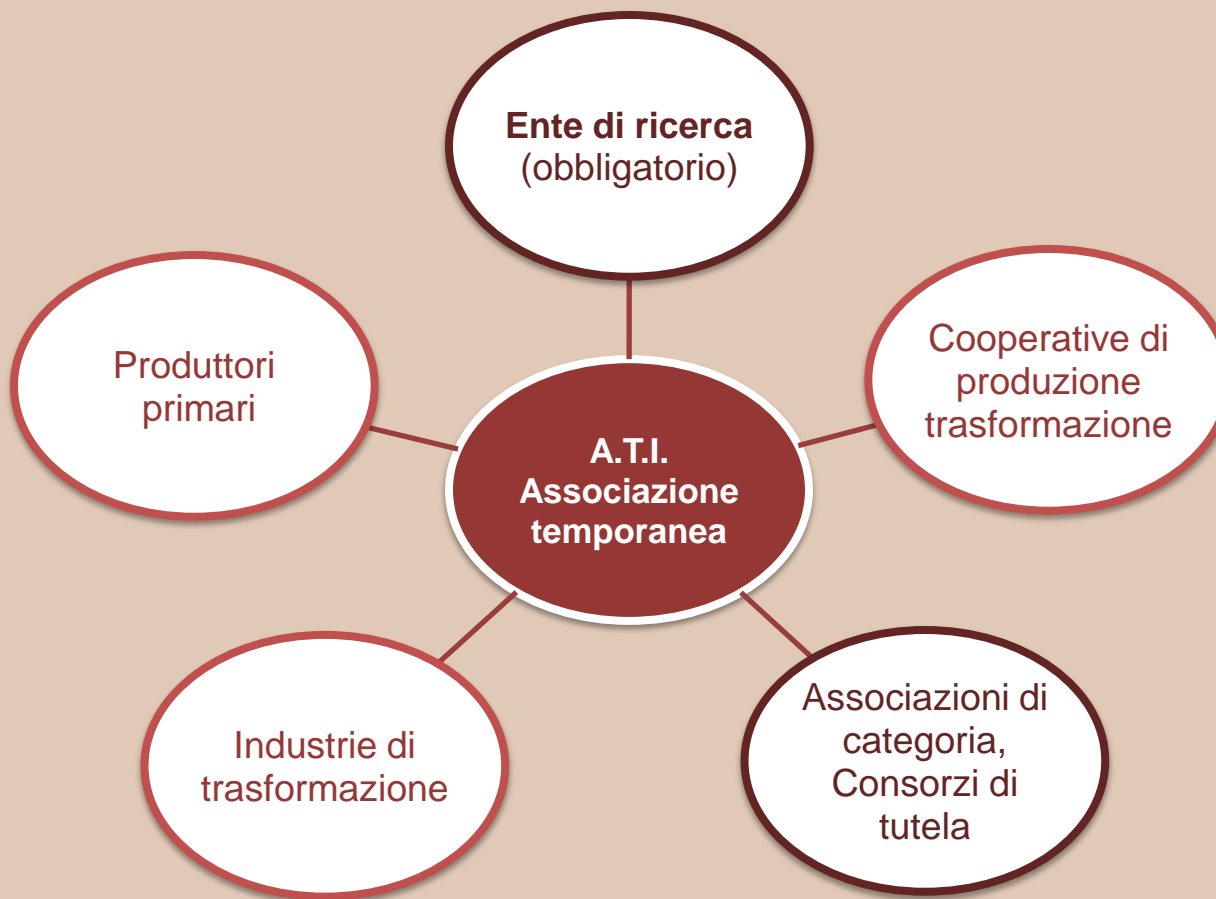 Ente di ricerca
(obbligatorio)
Produttori
primari
Cooperative di
produzione
trasformazione
A.T.I.
Associazione
temporanea
Industrie di
trasformazione
Associazioni di
categoria,
Consorzi di
tutela